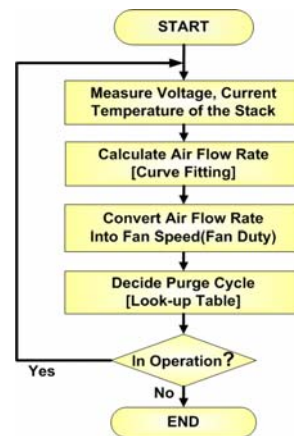 START
Measure Voltage, Current
Temperature of the Stack
Calculate Air Flow Rate
[Curve Fitting]
Convert Air Flow Rate
Into Fan Speed(Fan Duty)
Decide Purge Cycle
[Look-up Table]
In Operation?
Yes
No
END